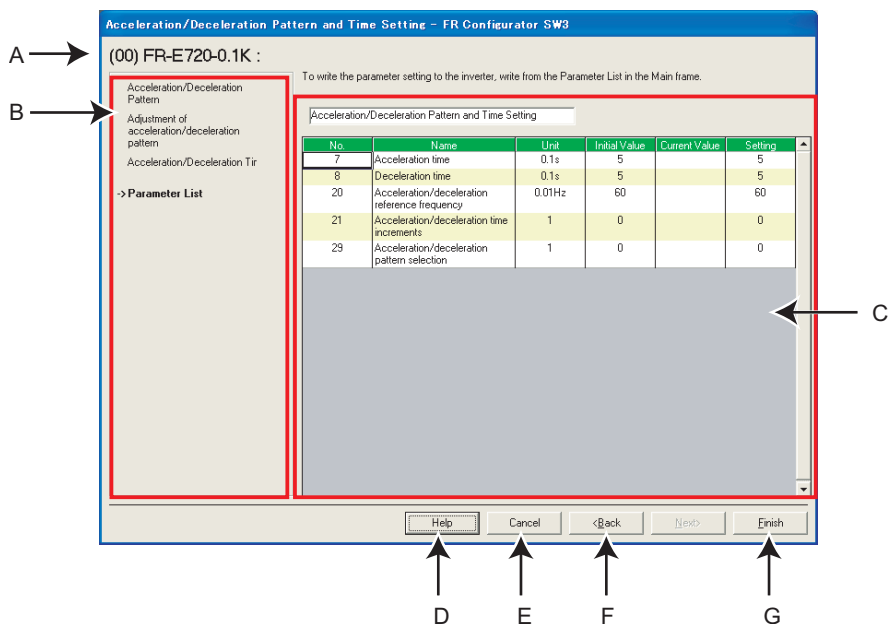 Acceleration/Deceleration Pattern and Time Setting - FR Configurator SW3
A
(00) FR-E720-0.1K :
To write the parameter setting to the inverter, write from the Parameter List in the Main frame.
B
Acceleration/Deceleration
Pattern
Adjustment of
acceleration/deceleration
pattern
Acceleration/Deceleration Tir
-> Parameter List
Acceleration/Deceleration Pattern and Time Setting
No. Name Unit Initial Value Current Value Setting
7 Acceleration time 0.1s 5 5
8 Deceleration time 0.1s 5 5
20 Acceleration/deceleration 0.01Hz 60 60
reference frequency
21 Acceleration/deceleration time 1 0 0
increments
29 Acceleration/deceleration 1 0 0
pattern selection
C
Help Cancel <Back Next> Finish
D E F G